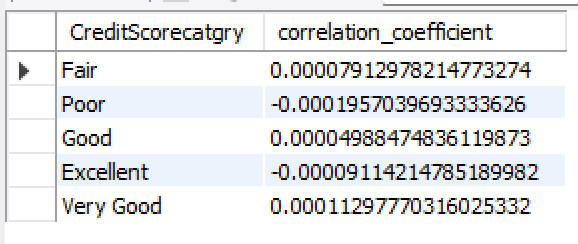 CreditScorecatgry correlation_coefficient
Fair 0.00007912978214773274
Poor -0.0001957039693333626
Good 0.00004988474836119873
Excellent -0.00009114214785189982
Very Good 0.00011297770316025332